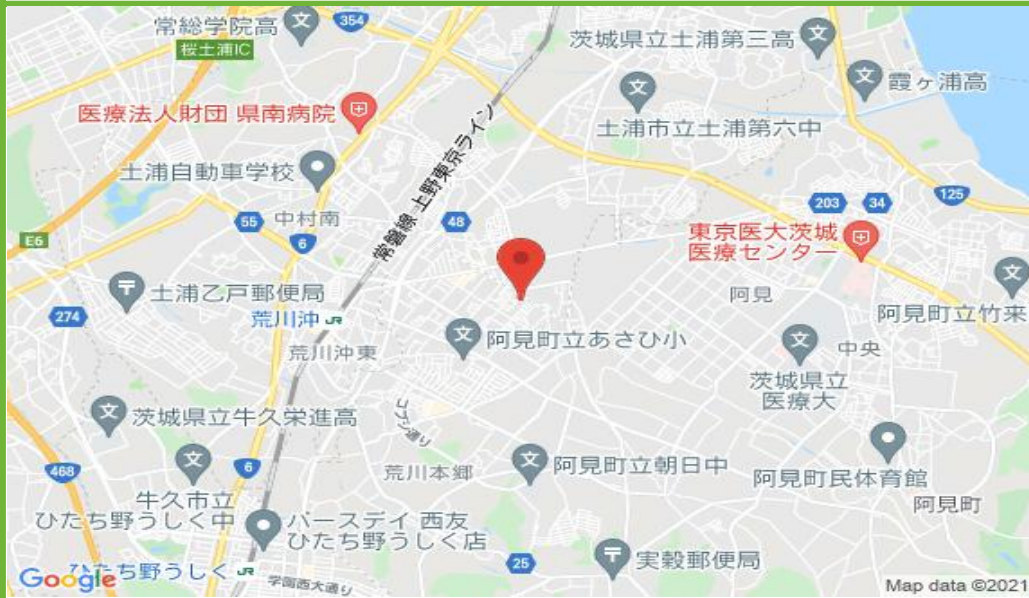 常総学院高
354
桜土浦IC
茨城県立土浦第三高
霞ヶ浦高
医療法人財団 県南病院
土浦市立土浦第六中
常磐線 上野東京ライン
土浦自動車学校
125
203
34
55
中村南
48
6
東京医大茨城
医療センター
E6
土浦乙戸郵便局
阿見
阿見町立竹来
274
荒川沖 JR
阿見町立あさひ小
中央
荒川沖東
茨城県立
医療大
茨城県立牛久栄進高
コブシ通り
468
6
荒川本郷
阿見町立朝日中
阿見町民体育館
牛久市立
ひたち野うしく中
阿見町
バースデイ 西友
ひたち野うしく店
25
実穀郵便局
ひたち野うしく JR
Google
学園西大通り
Map data ©2021